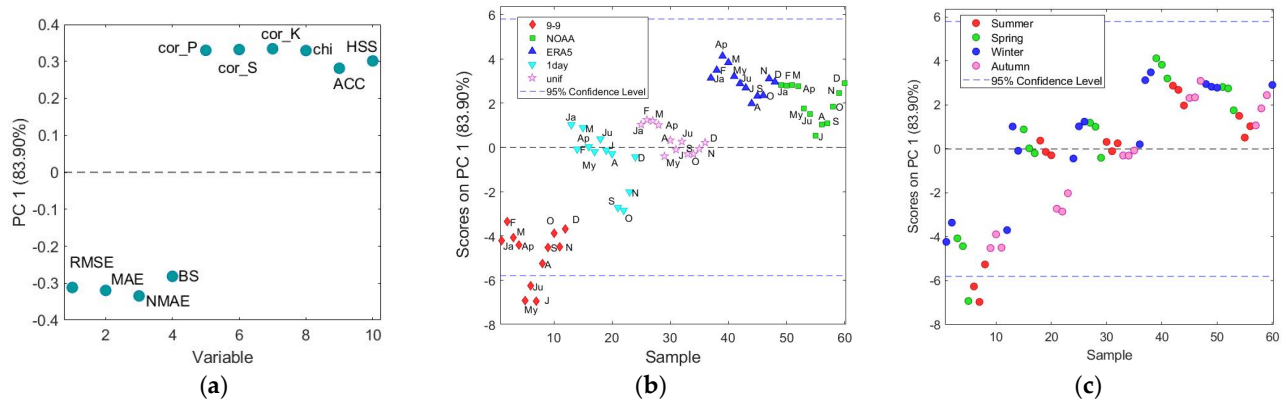 PC 1 (83.90%)
0.4
0.3
0.2
0.1
0
-0.1
-0.2
-0.3
-0.4
cor_P
cor_S
cor_K
chi
ACC
HSS
RMSE
MAE
NMAE
BS
2
4
6
8
10
Variable
(a)
Scores on PC 1 (83.90%)
6
4
2
0
-2
-4
-6
-8
9-9
NOAA
ERA5
1day
unif
95% Confidence Level
Ja
F
M
Ap
My
Ju
J
A
S
O
N
D
Ja
F
M
Ap
My
Ju
J
A
S
O
N
D
Ja
F
M
Ap
My
Ju
J
S
O
N
D
Ja
F
Ap
M
My
Ju
J
A
S
O
N
D
Ja
F
M
Ap
My
Ju
J
A
S
O
N
D
10
20
30
40
50
60
Sample
(b)
Scores on PC 1 (83.90%)
6
4
2
0
-2
-4
-6
-8
Summer
Spring
Winter
Autumn
95% Confidence Level
10
20
30
40
50
60
Sample
(c)